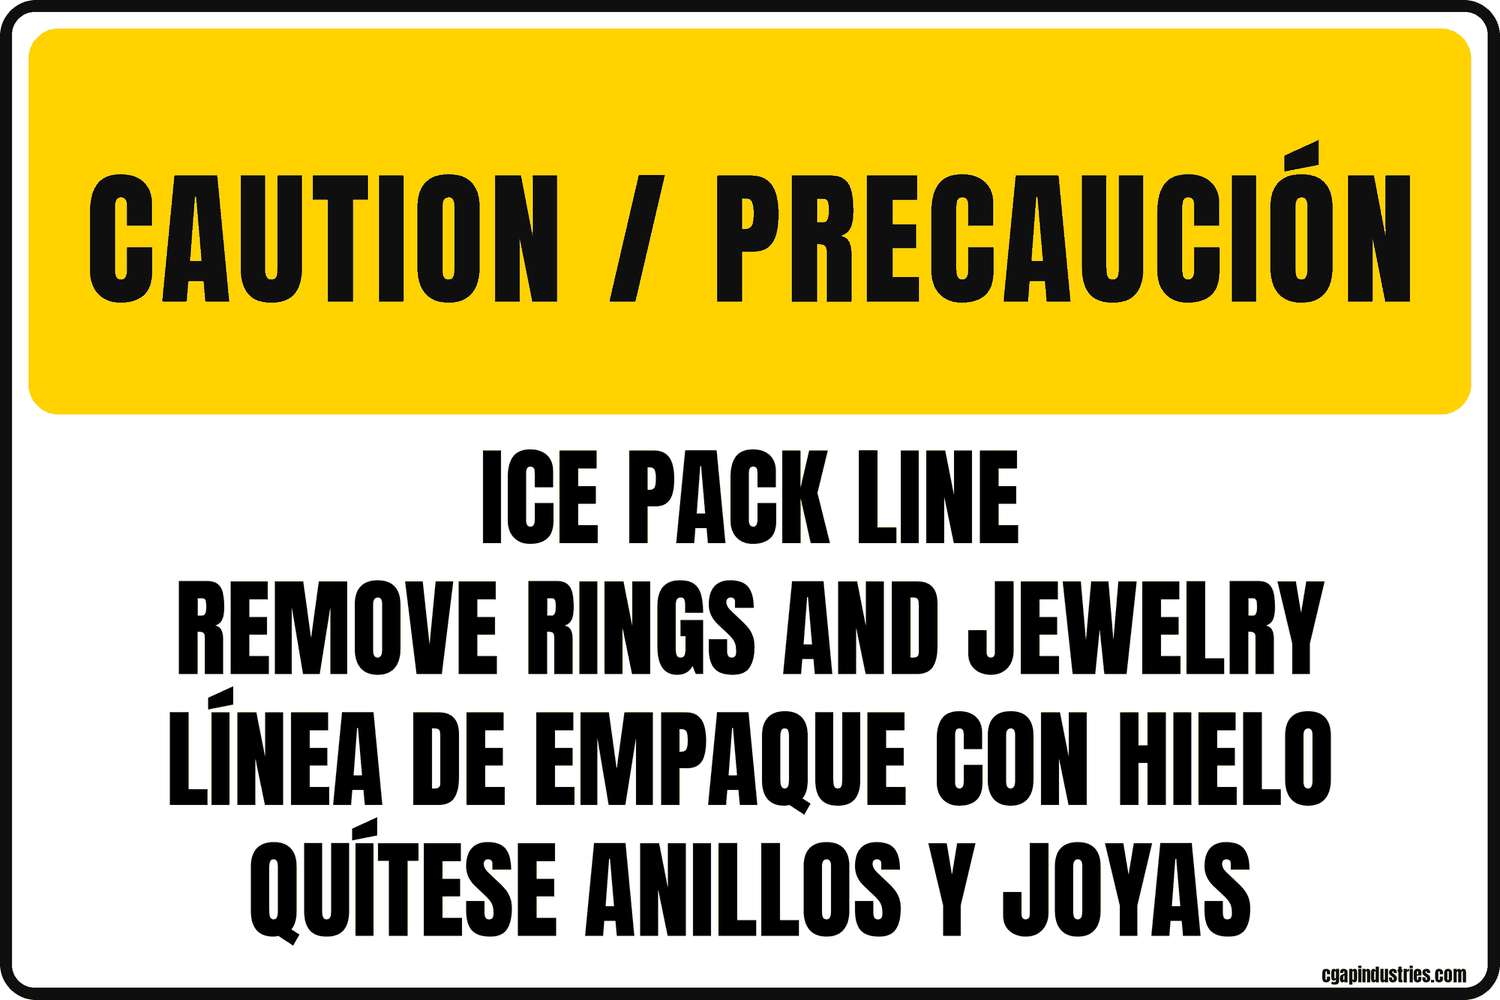 CAUTION / PRECAUCIÓN
ICE PACK LINE
REMOVE RINGS AND JEWELRY
LÍNEA DE EMPAQUE CON HIELO
QUÍTESE ANILLOS Y JOYAS
cgapindustries.com